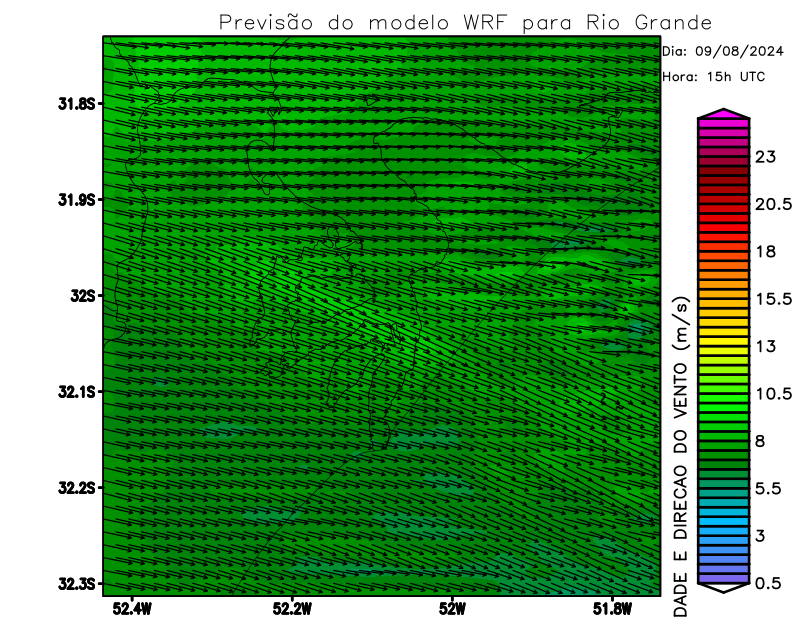 Previsão do modelo WRF para Rio Grande
Dia: 09/08/2024
Hora: 15h UTC
31.8S
31.9S
32S
32.1S
32.2S
32.3S
52.4W
52.2W
52W
51.8W
23
20.5
18
15.5
13
10.5
8
5.5
3
0.5
DADE E DIRECAO DO VENTO (m/s)